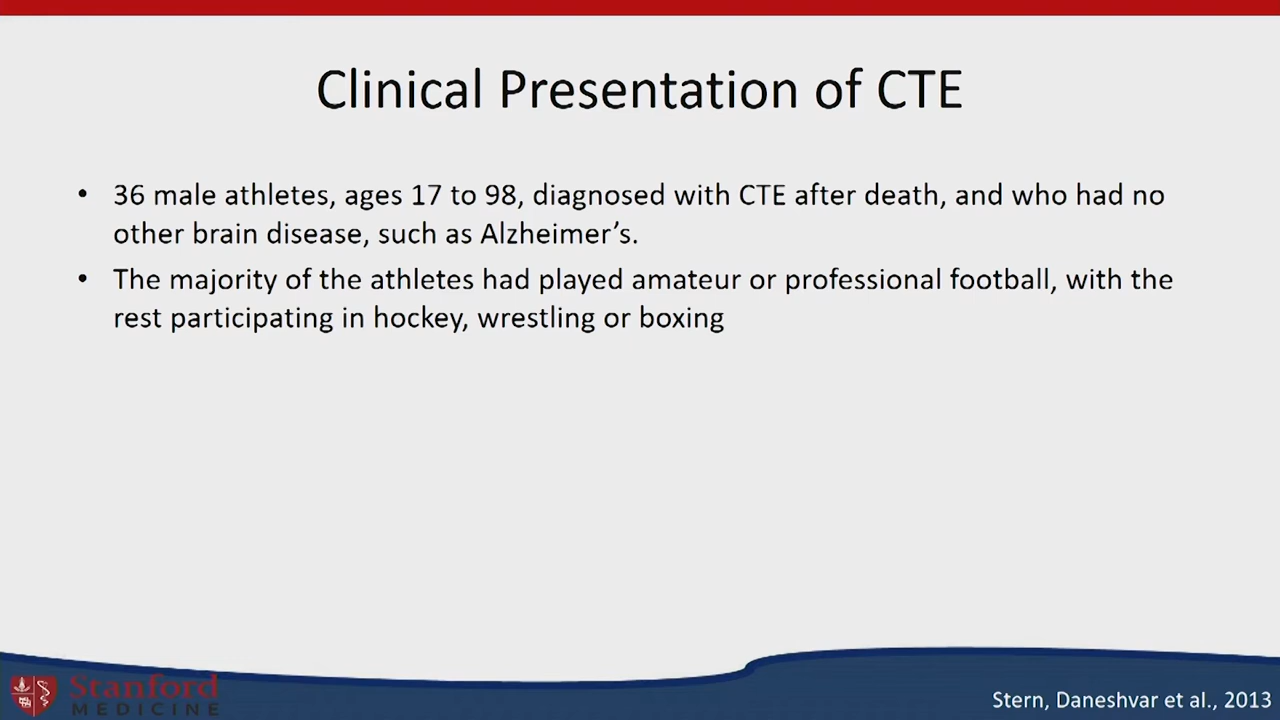 Clinical Presentation of CTE
• 36 male athletes, ages 17 to 98, diagnosed with CTE after death, and who had no
other brain disease, such as Alzheimer’s.
• The majority of the athletes had played amateur or professional football, with the
rest participating in hockey, wrestling or boxing
Stanford
MEDICINE
Stern, Daneshvar et al., 2013